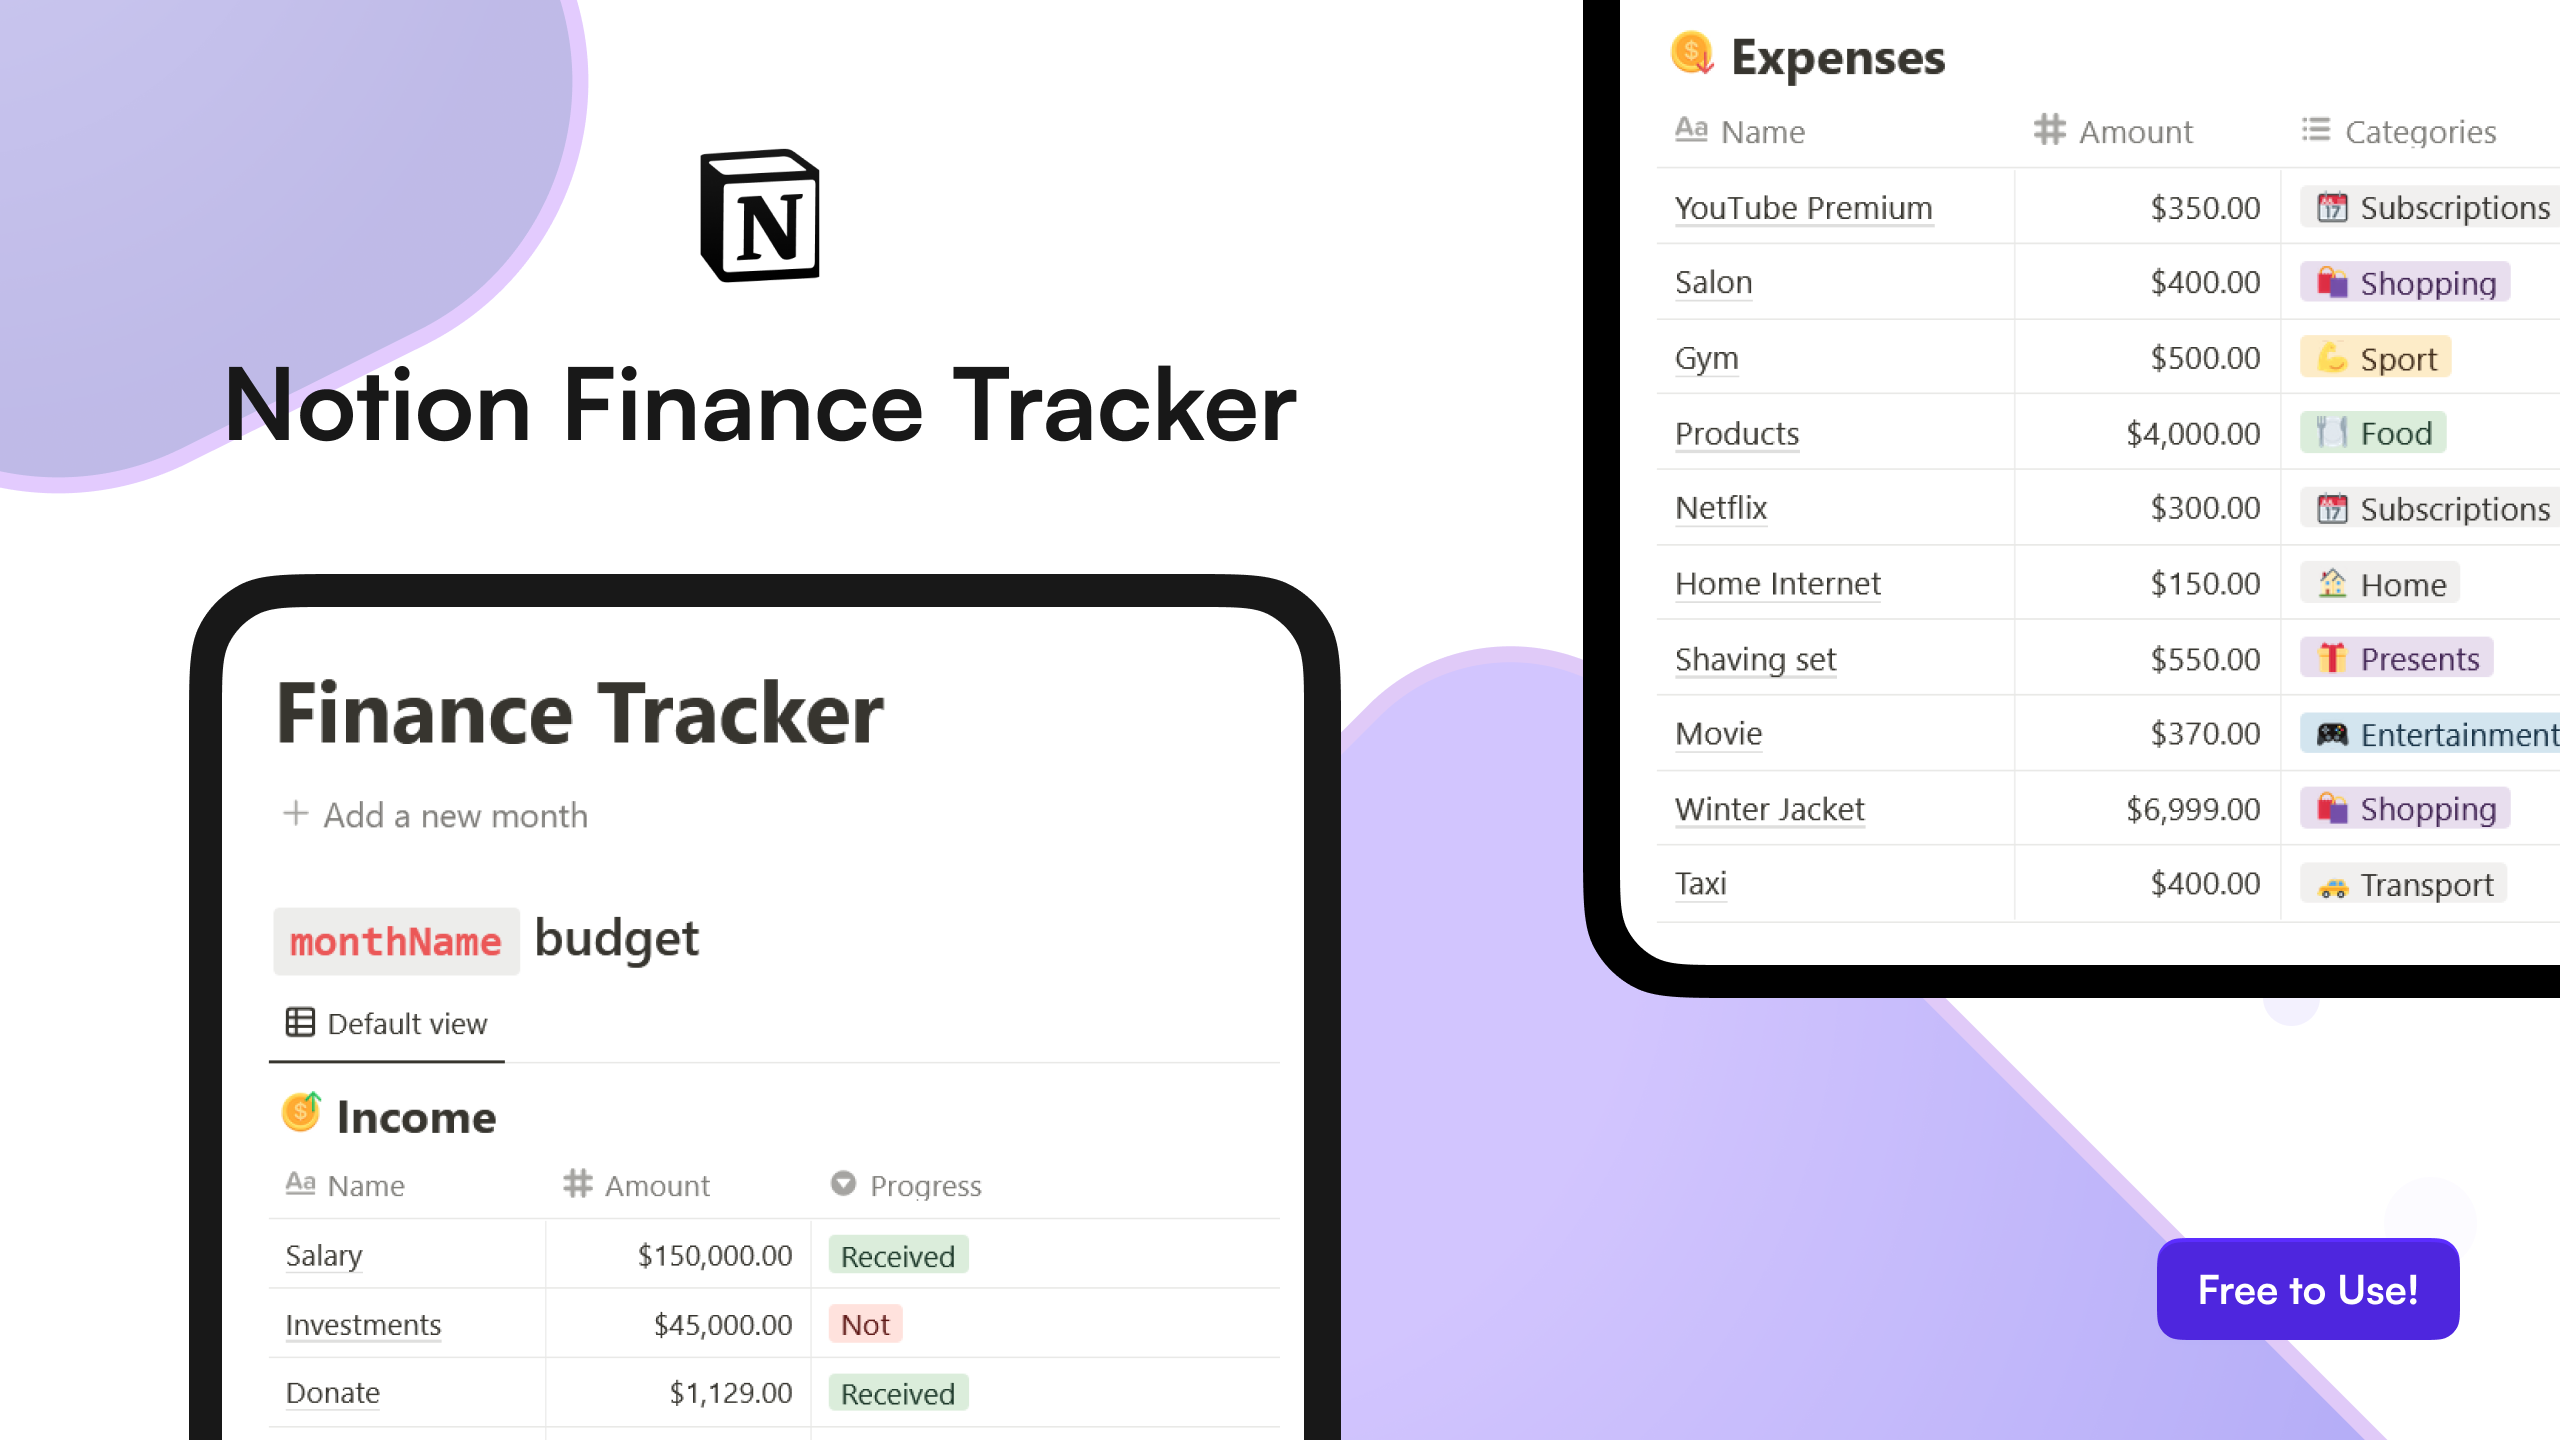 N
Notion Finance Tracker
Finance Tracker
+ Add a new month
monthName budget
Default view
$ Income
Aa Name # Amount Progress
Salary $150,000.00 Received
Investments $45,000.00 Not
Donate $1,129.00 Received
$ Expenses
Aa Name # Amount Categories
YouTube Premium $350.00 17 Subscriptions
Salon $400.00 Shopping
Gym $500.00 Sport
Products $4,000.00 Food
Netflix $300.00 17 Subscriptions
Home Internet $150.00 Home
Shaving set $550.00 Presents
Movie $370.00 Entertainment
Winter Jacket $6,999.00 Shopping
Taxi $400.00 Transport
Free to Use!